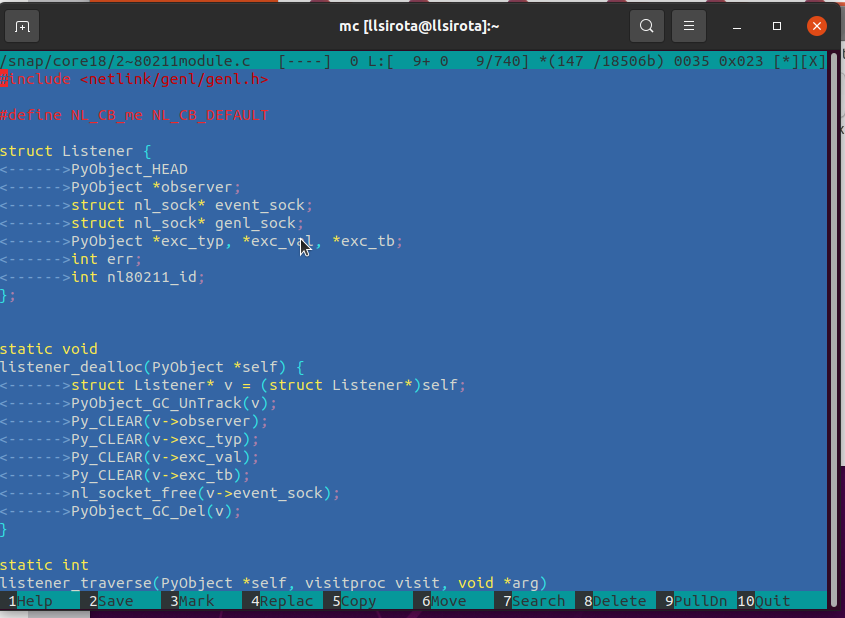 mc [llsirota@llsirota]:~
/snap/core18/2~80211module.c   [----]  0 L:[  9+ 0   9/740] *(147 /18506b) 0035 0x023 [*][X]
#include <netlink/genl/genl.h>
#define NL_CB_me NL_CB_DEFAULT
struct Listener {
<------>PyObject_HEAD
<------>PyObject *observer;
<------>struct nl_sock* event_sock;
<------>struct nl_sock* genl_sock;
<------>PyObject *exc_typ, *exc_val, *exc_tb;
<------>int err;
<------>int nl80211_id;
};
static void
listener_dealloc(PyObject *self) {
<------>struct Listener* v = (struct Listener*)self;
<------>PyObject_GC_UnTrack(v);
<------>Py_CLEAR(v->observer);
<------>Py_CLEAR(v->exc_typ);
<------>Py_CLEAR(v->exc_val);
<------>Py_CLEAR(v->exc_tb);
<------>nl_socket_free(v->event_sock);
<------>PyObject_GC_Del(v);
}
static int
listener_traverse(PyObject *self, visitproc visit, void *arg)
1Help 2Save 3Mark 4Replac 5Copy 6Move 7Search 8Delete 9PullDn 10Quit